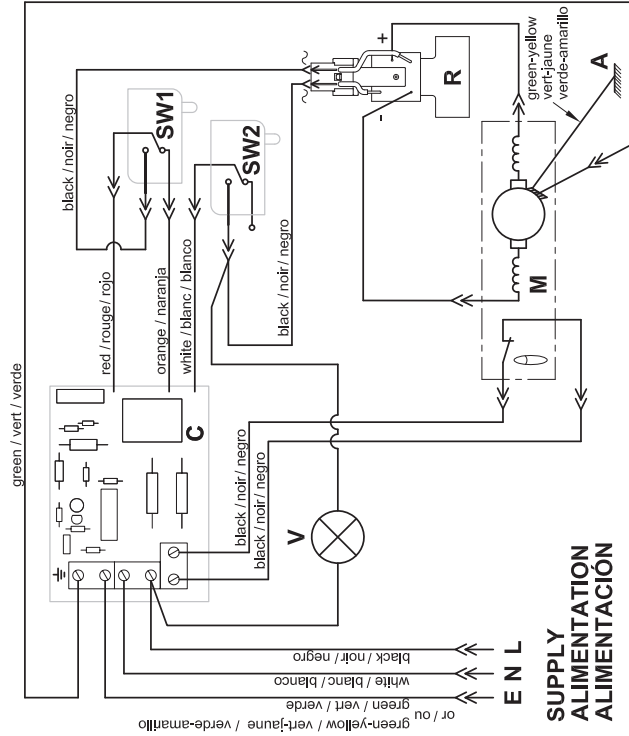 green / vert / verde
black / noir / negro
red / rouge / rojo
SW1
orange / naranja
SW2
white / blanc / blanco
black / noir / negro
C
black / noir / negro
black / noir / negro
V
+
-
R
green-yellow
vert-jaune
verde-amarillo
A
M
black / noir / negro
white / blanc / blanco
green / vert / verde
or / ou
green-yellow / vert-jaune / verde-amarillo
E N L
SUPPLY
ALIMENTATION
ALIMENTACIÓN